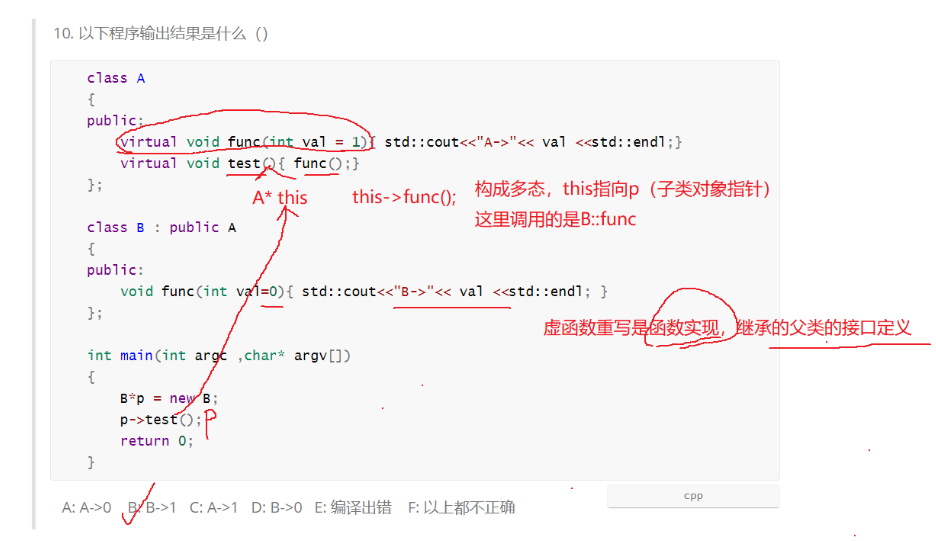 10. 以下程序输出结果是什么（）
class A
{
public:
virtual void func(int val = 1){ std::cout<<"A->"<< val <<std::endl;}
virtual void test(){ func();}
};
A* this
this->func();
构成多态，this指向p（子类对象指针）
这里调用的是B::func
class B : public A
{
public:
void func(int val=0){ std::cout<<"B->"<< val <<std::endl; }
};
虚函数重写是函数实现，继承的父类的接口定义
int main(int argc ,char* argv[])
{
B*p = new B;
p->test();
P
return 0;
}
cpp
A: A->0 B: B->1 C: A->1 D: B->0 E: 编译出错 F: 以上都不正确